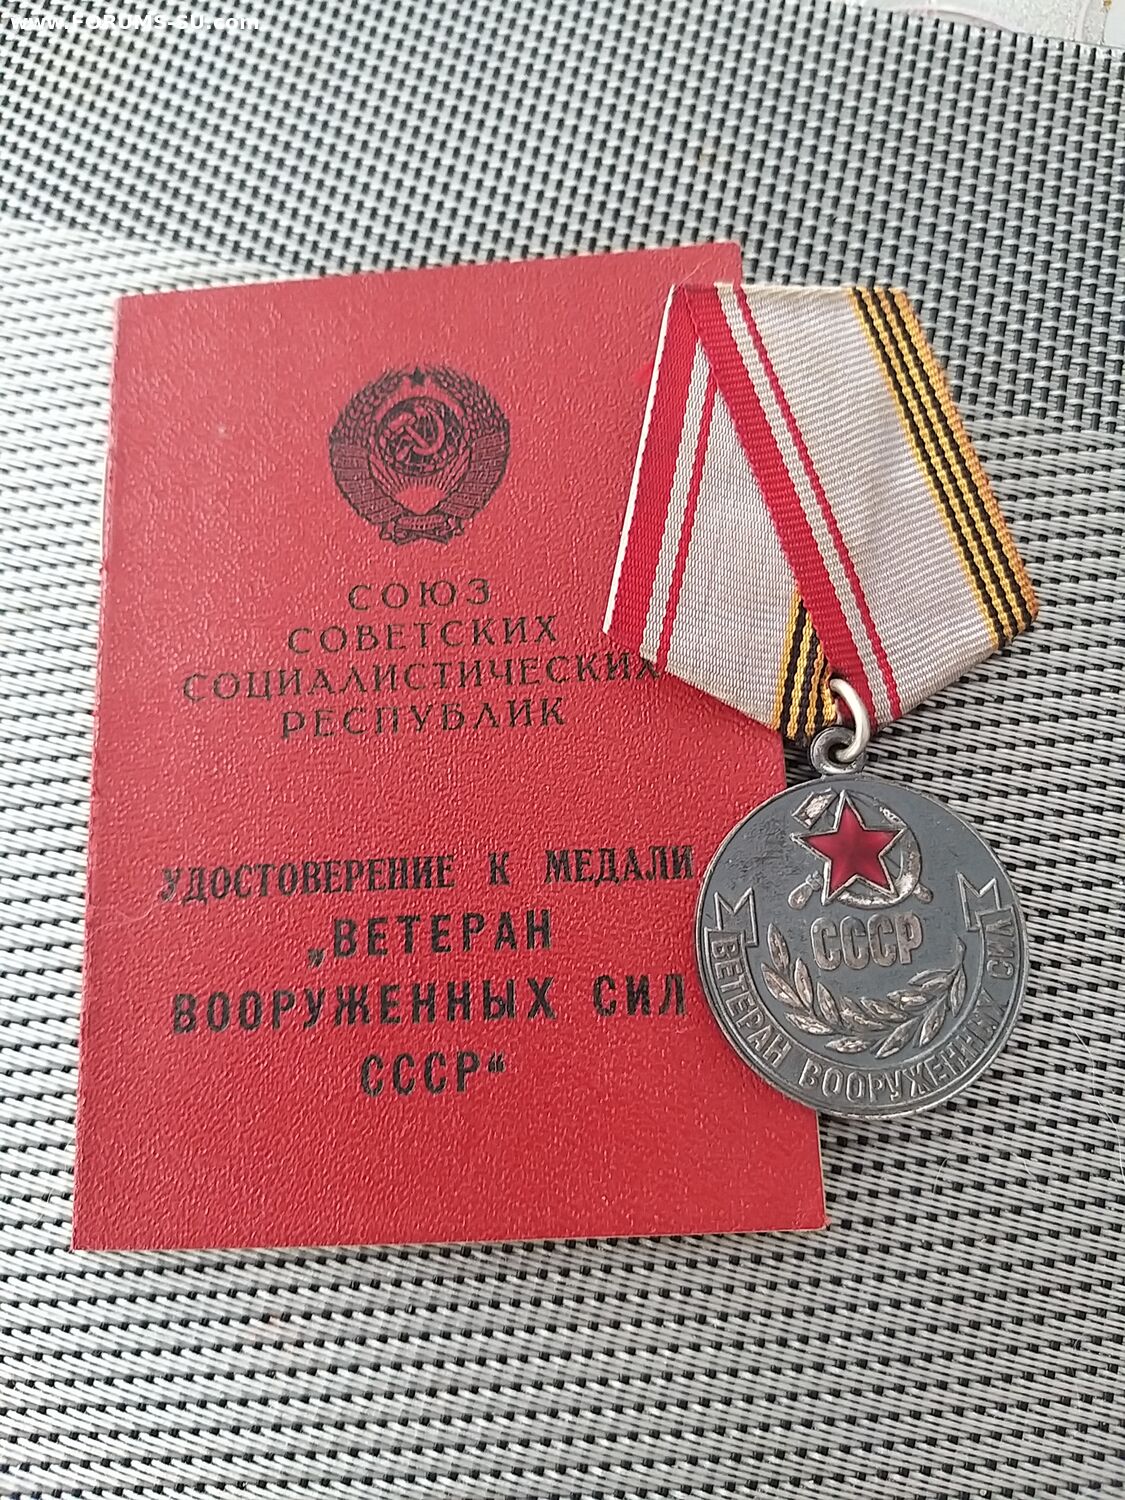 www.FORUMS-SU.com
СОЮЗ
СОВЕТСКИХ
СОЦИАЛИСТИЧЕСКИХ
РЕСПУБЛИК
УДОСТОВЕРЕНИЕ К МЕДАЛИ
„ВЕТЕРАН
ВООРУЖЕННЫХ СИЛ
СССР“
СССР
ВЕТЕРАН ВООРУЖЕННЫХ СИЛ